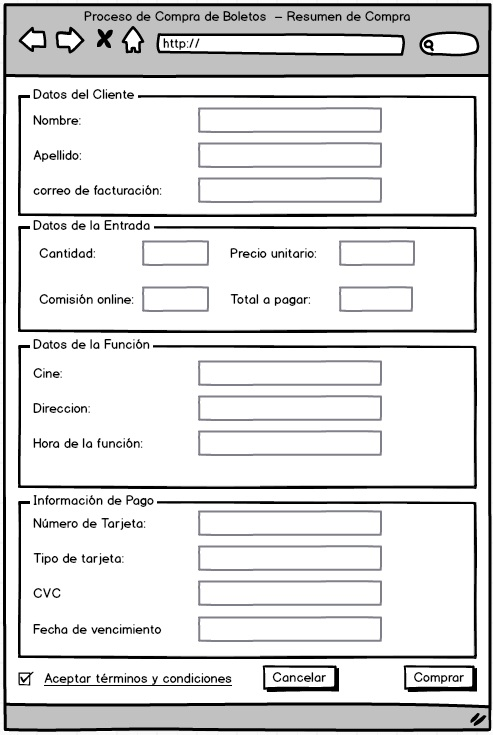 Proceso de Compra de Boletos – Resumen de Compra
http://
Datos del Cliente
Nombre:
Apellido:
correo de facturación:
Datos de la Entrada
Cantidad: Precio unitario:
Comisión online: Total a pagar:
Datos de la Función
Cine:
Direccion:
Hora de la función:
Información de Pago
Número de Tarjeta:
Tipo de tarjeta:
CVC
Fecha de vencimiento
Aceptar términos y condiciones Cancelar Comprar